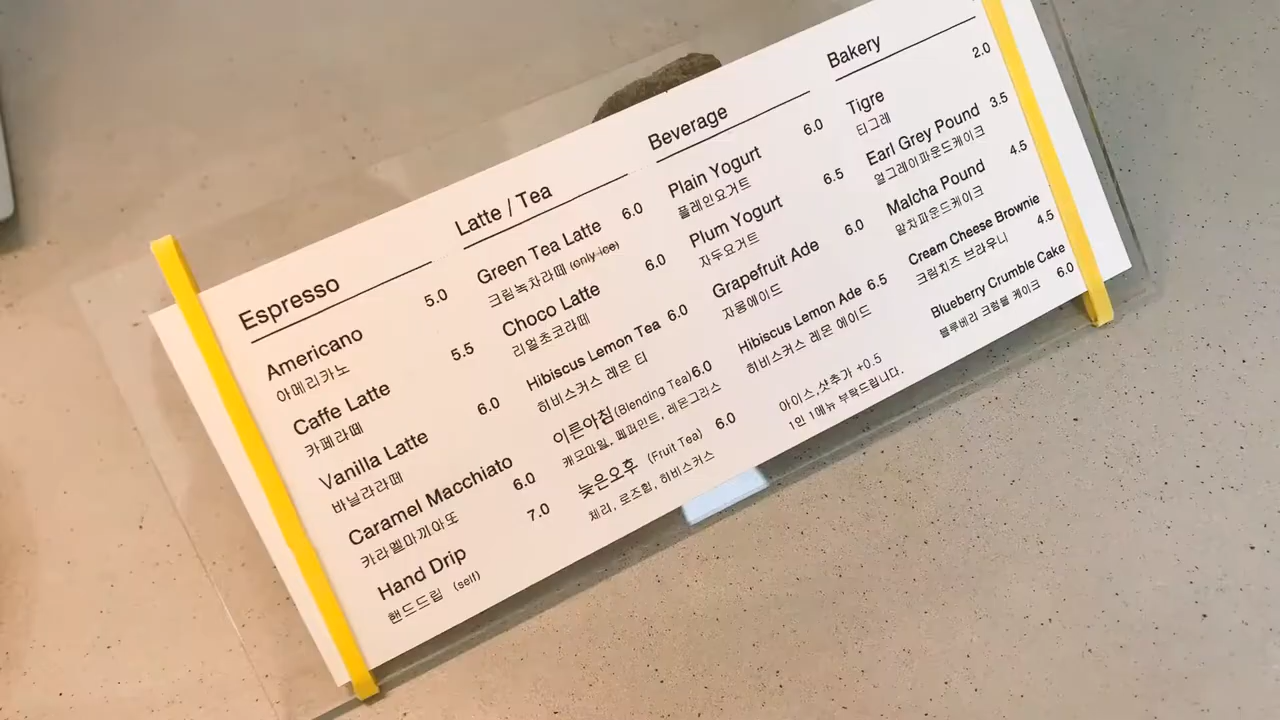 Espresso
Americano 5.0
아메리카노
Caffe Latte 5.5
카페라떼
Vanilla Latte 6.0
바닐라라떼
Caramel Macchiato 6.0
카라멜마끼아또
Hand Drip 7.0
핸드드립 (self)
Latte / Tea
Green Tea Latte 6.0
크림녹차라떼 (only ice)
Choco Latte 6.0
리얼초코라떼
Hibiscus Lemon Tea 6.0
히비스커스 레몬 티
이른아침(Blending Tea)6.0
캐모마일, 페퍼민트, 레몬그라스
늦은오후 (Fruit Tea) 6.0
체리, 로즈힙, 히비스커스
Beverage
Plain Yogurt 6.0
플레인요거트
Plum Yogurt 6.5
자두요거트
Grapefruit Ade 6.0
자몽에이드
Hibiscus Lemon Ade 6.5
히비스커스 레몬 에이드
아이스,샷추가 +0.5
1인 1메뉴 부탁드립니다.
Bakery
Tigre 2.0
티그레
Earl Grey Pound 3.5
얼그레이파운드케이크
Malcha Pound 4.5
말차파운드케이크
Cream Cheese Brownie 4.5
크림치즈 브라우니
Blueberry Crumble Cake 6.0
블루베리 크럼블 케이크